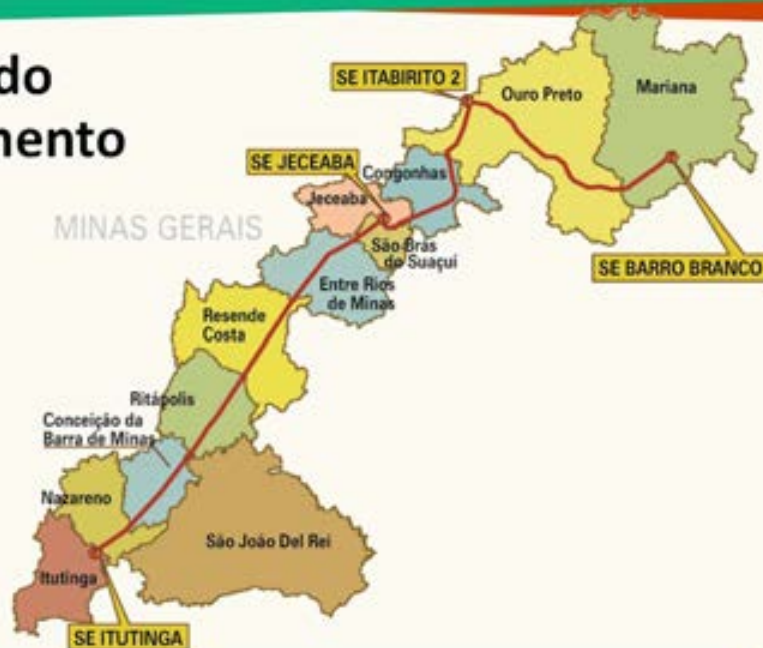 do
mento
MINAS GERAIS
SE ITABIRITO 2
Ouro Preto
Mariana
SE JECEABA
Congonhas
Jeceaba
São Brás
do Suaçuí
SE BARRO BRANCO
Entre Rios
de Minas
Resende
Costa
Ritápolis
Conceição da
Barra de Minas
Nazareno
São João Del Rei
Itutinga
SE ITUTINGA